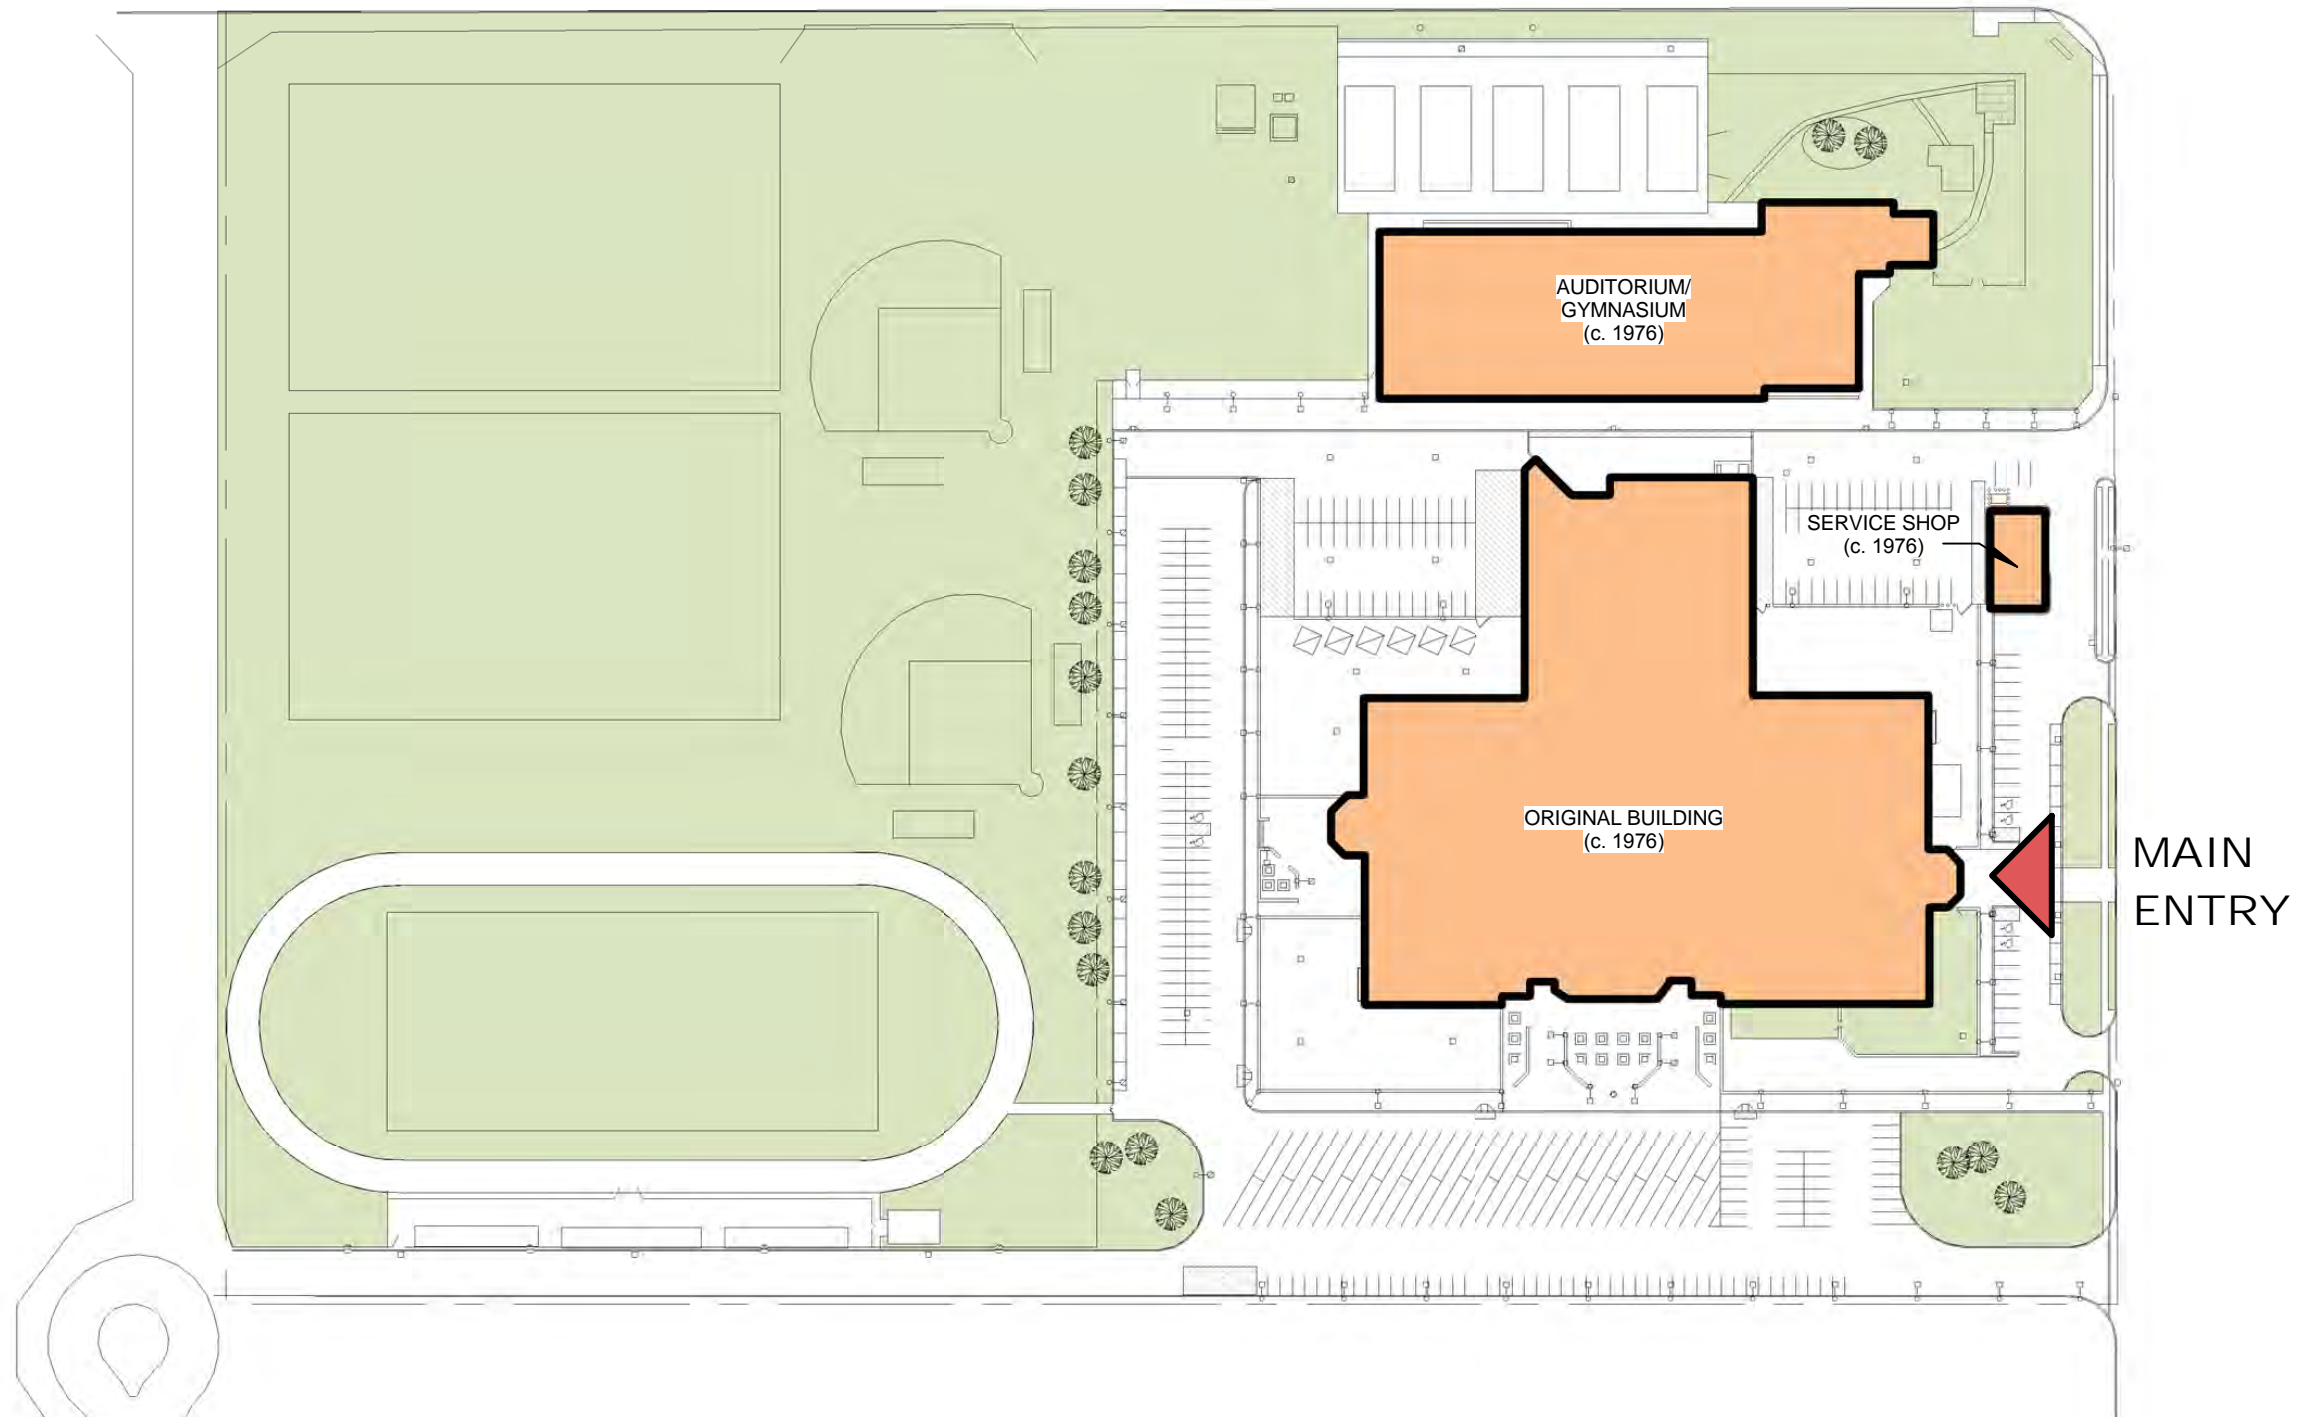 AUDITORIUM/
GYMNASIUM
(c. 1976)
SERVICE SHOP
(c. 1976)
ORIGINAL BUILDING
(c. 1976)
MAIN
ENTRY